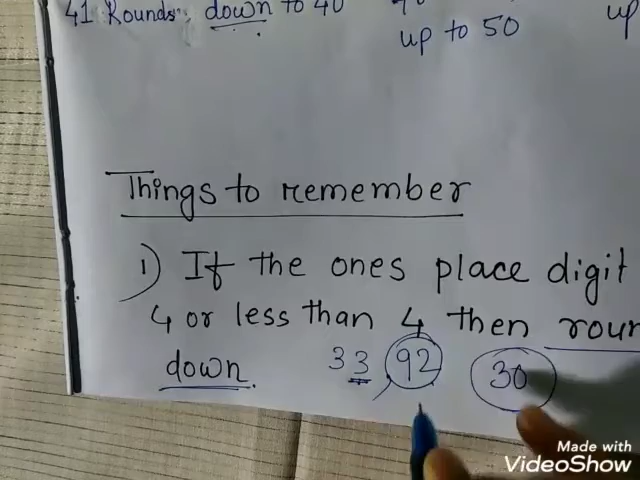 41 Rounds down to 40
up to 50
up
Things to remember
1) If the ones place digit
4 or less than 4 then roun
down. 33 92 30
Made with
VideoShow